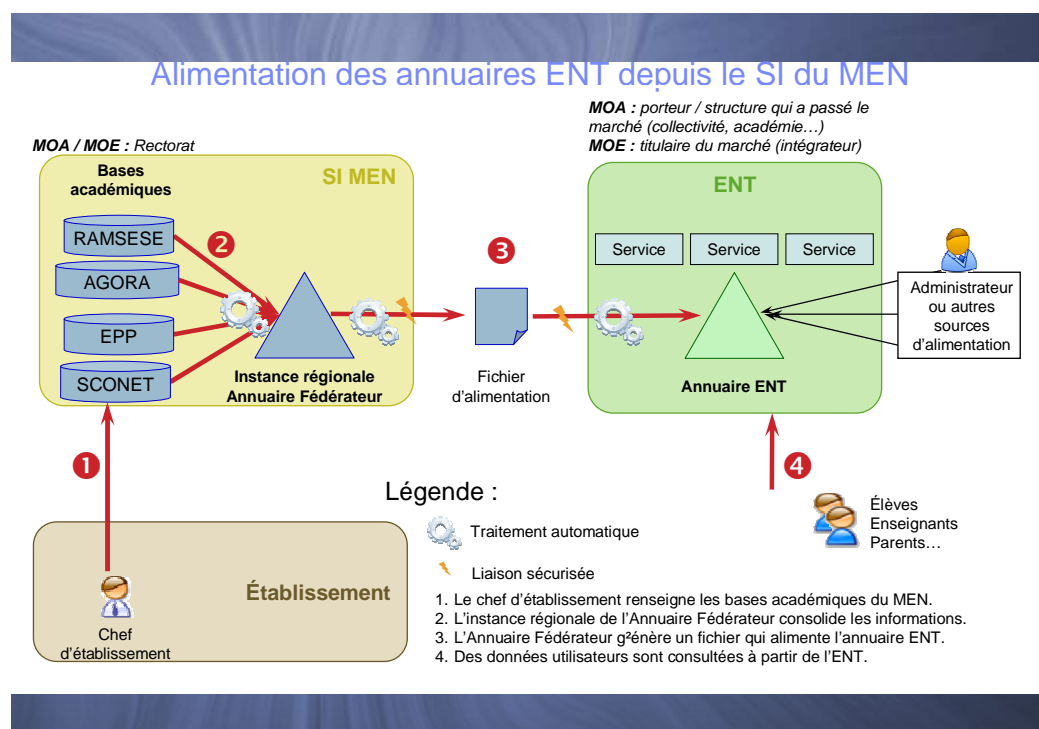 Alimentation des annuaires ENT depuis le SI du MEN
MOA : porteur / structure qui a passé le
marché (collectivité, académie…)
MOE : titulaire du marché (intégrateur)
MOA / MOE : Rectorat
Bases
académiques
SI MEN
RAMSESE
AGORA
EPP
SCONET
2
Instance régionale
Annuaire Fédérateur
3
Fichier
d’alimentation
ENT
Service
Service
Service
Annuaire ENT
Administrateur
ou autres
sources
d’alimentation
1
4
Élèves
Enseignants
Parents…
Établissement
Chef
d’établissement
Légende :
Traitement automatique
Liaison sécurisée
1. Le chef d’établissement renseigne les bases académiques du MEN.
2. L’instance régionale de l’Annuaire Fédérateur consolide les informations.
3. L’Annuaire Fédérateur g²énère un fichier qui alimente l’annuaire ENT.
4. Des données utilisateurs sont consultées à partir de l’ENT.